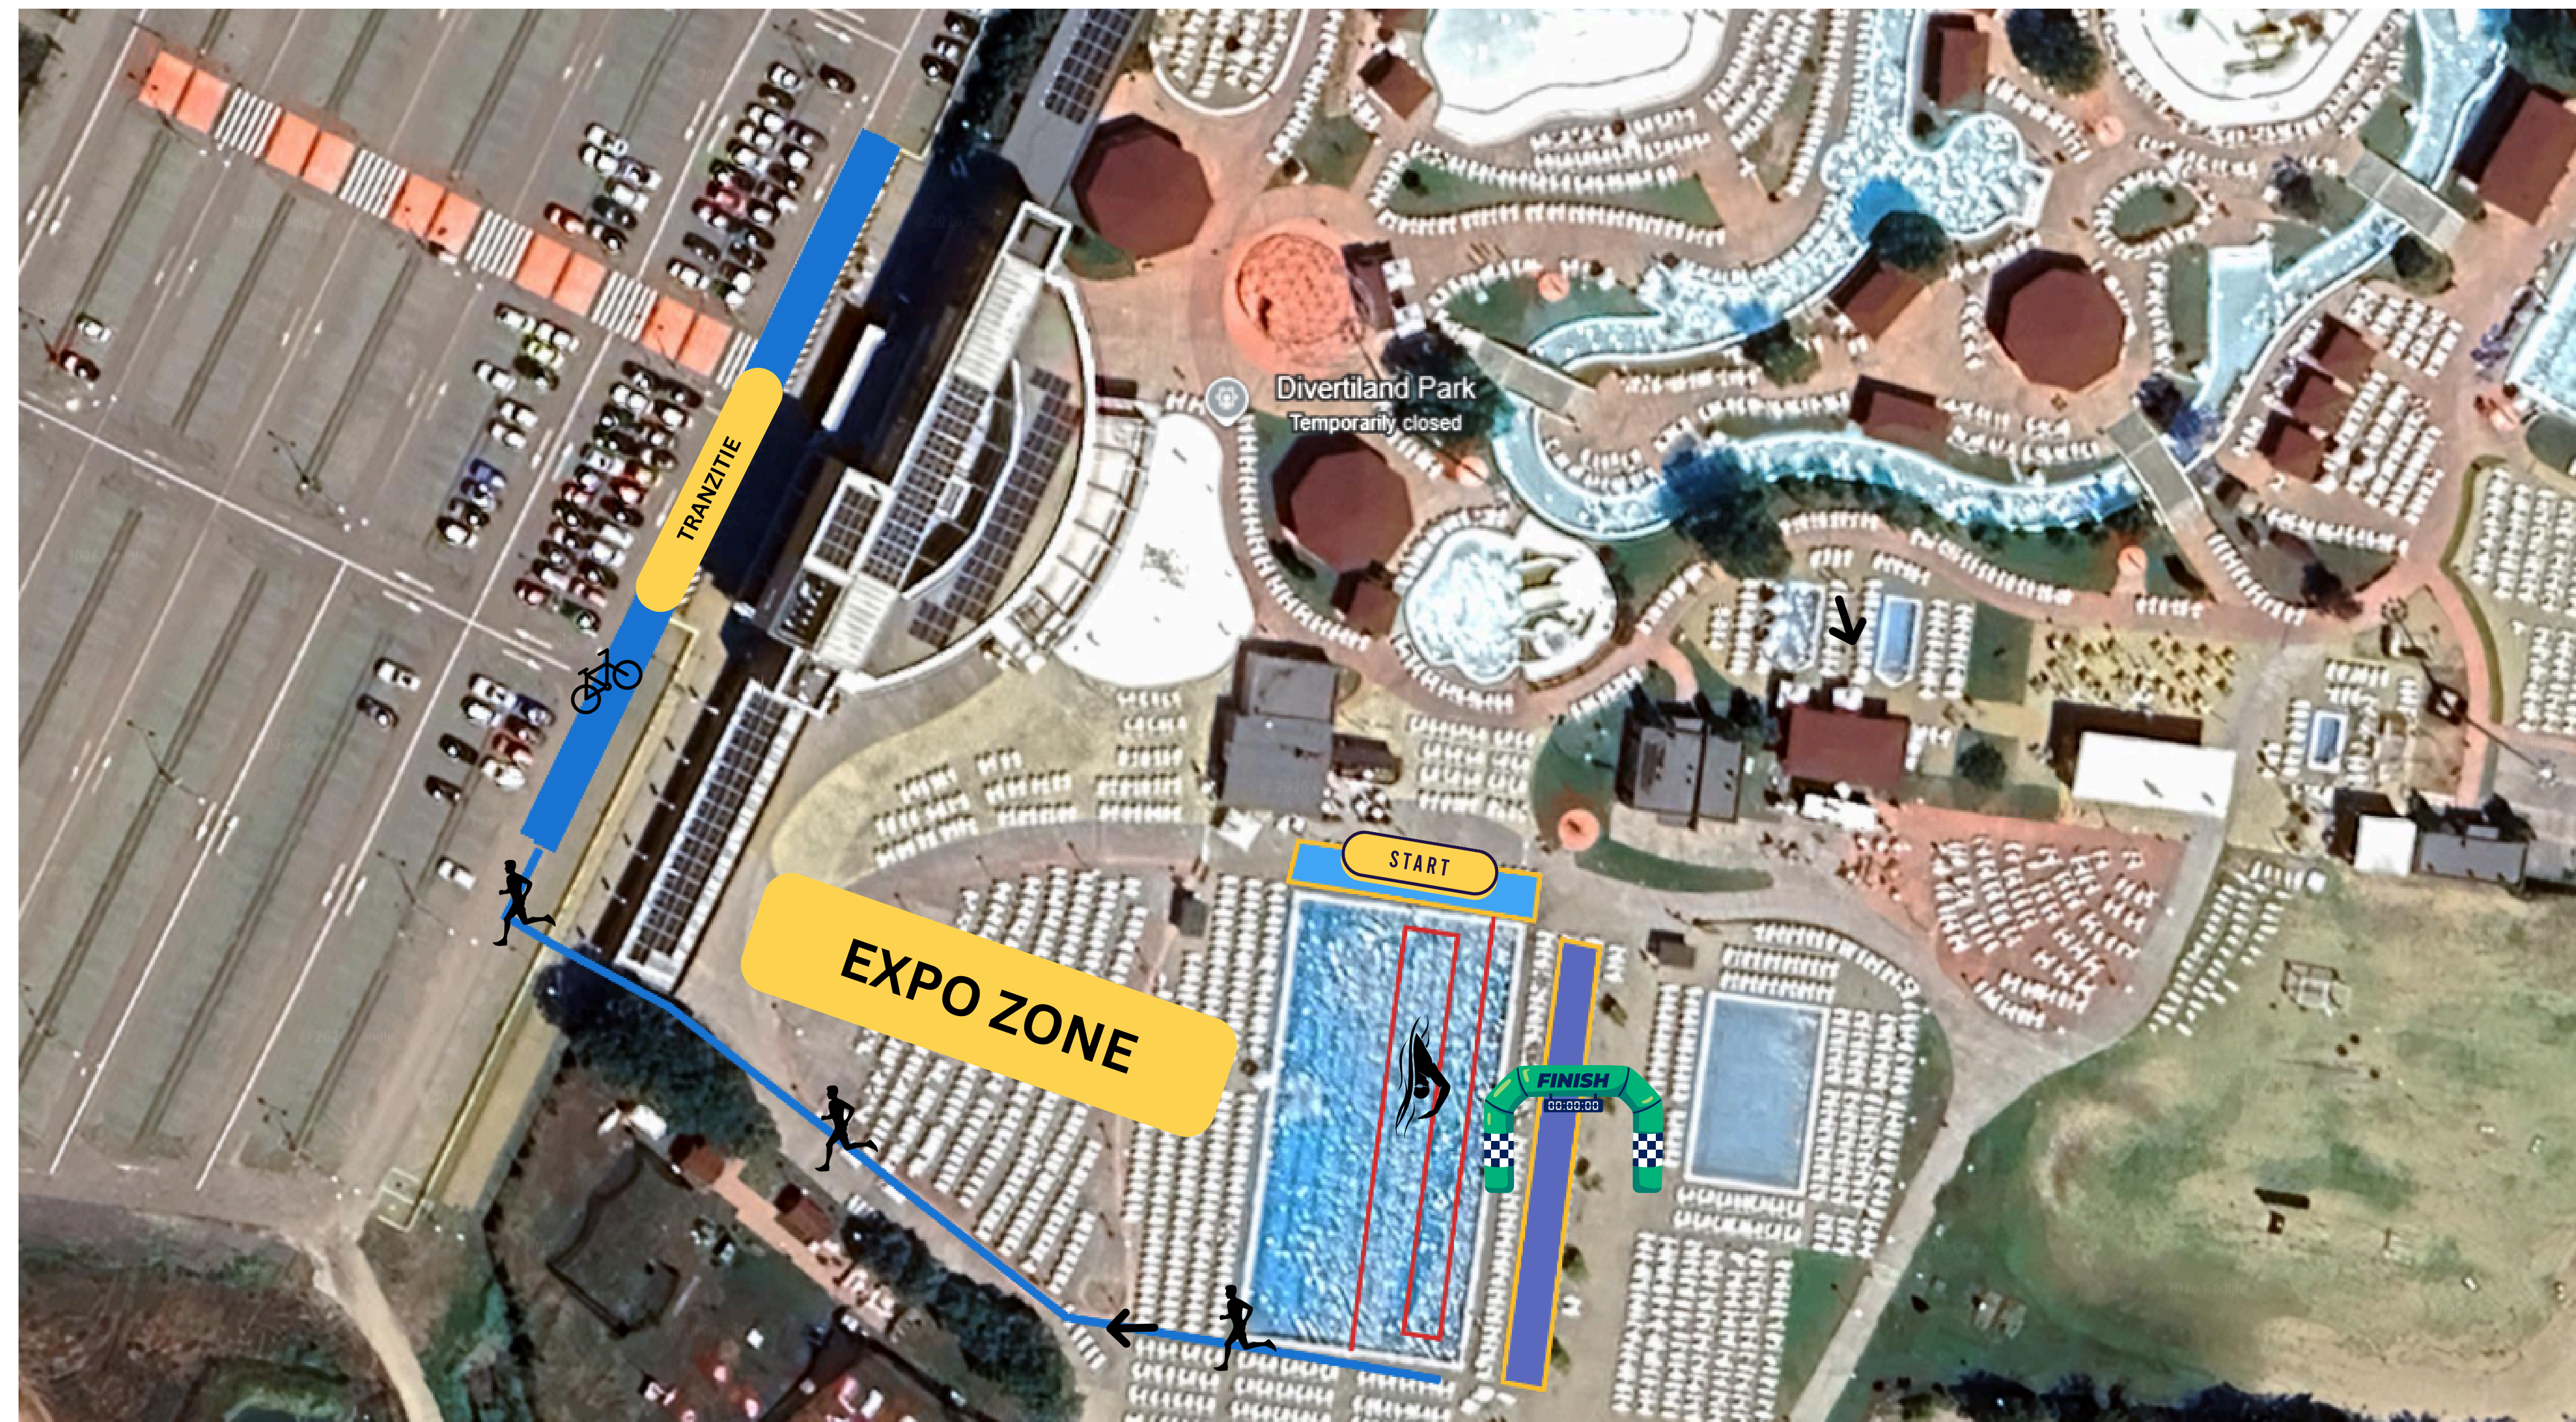 Divertiland Park
Temporarily closed
TRANZITIE
START
EXPO ZONE
FINISH
00:00:00